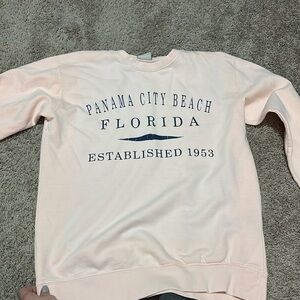 PANAMA CITY BEACH
FLORIDA
ESTABLISHED 1953